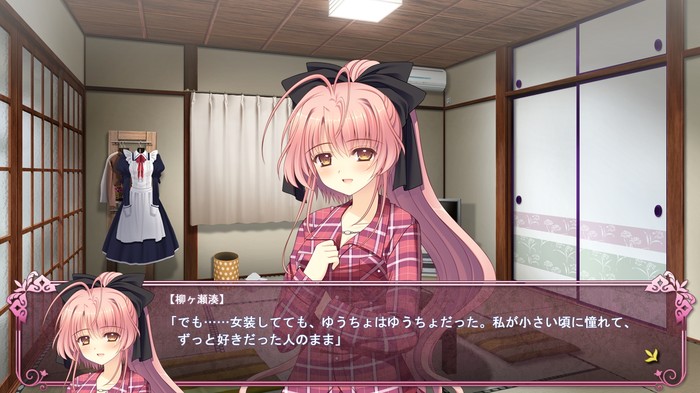 【柳ヶ瀬湊】
「でも……女装してても、ゆうちょはゆうちょだった。私が小さい頃に憧れて、
ずっと好きだった人のまま」